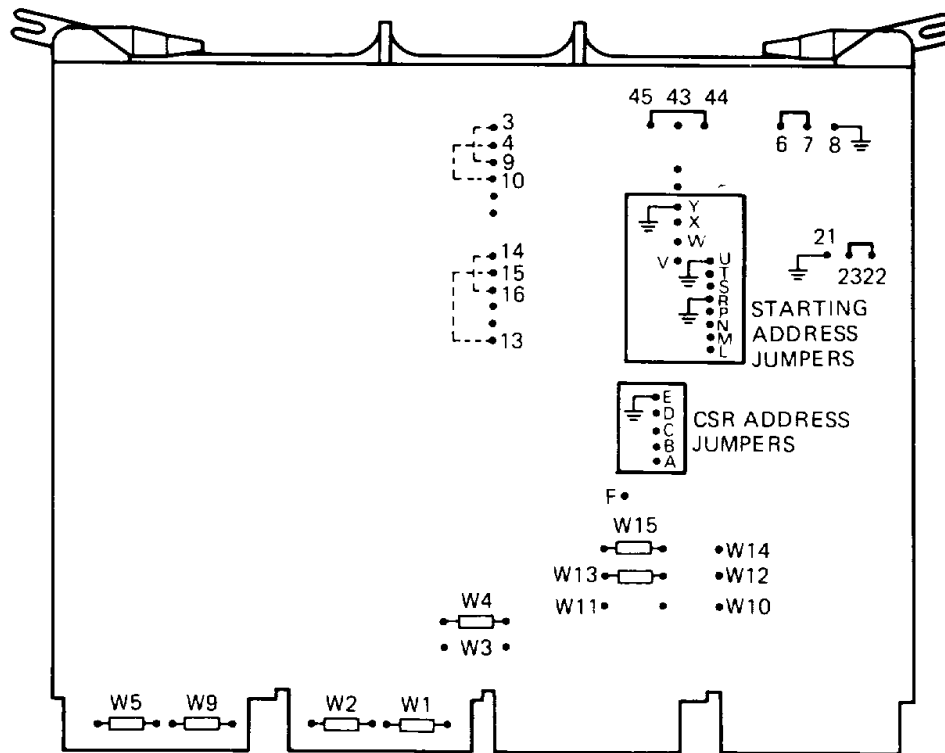 45 43 44
3
4
9
10
6 7 8
Y
X
W
V
U
T
S
R
P
N
M
L
21
2322
STARTING
ADDRESS
JUMPERS
14
15
16
13
E
D
C
B
A
CSR ADDRESS
JUMPERS
F
W15
W14
W13
W12
W11
W10
W4
W3
W5 W9 W2 W1